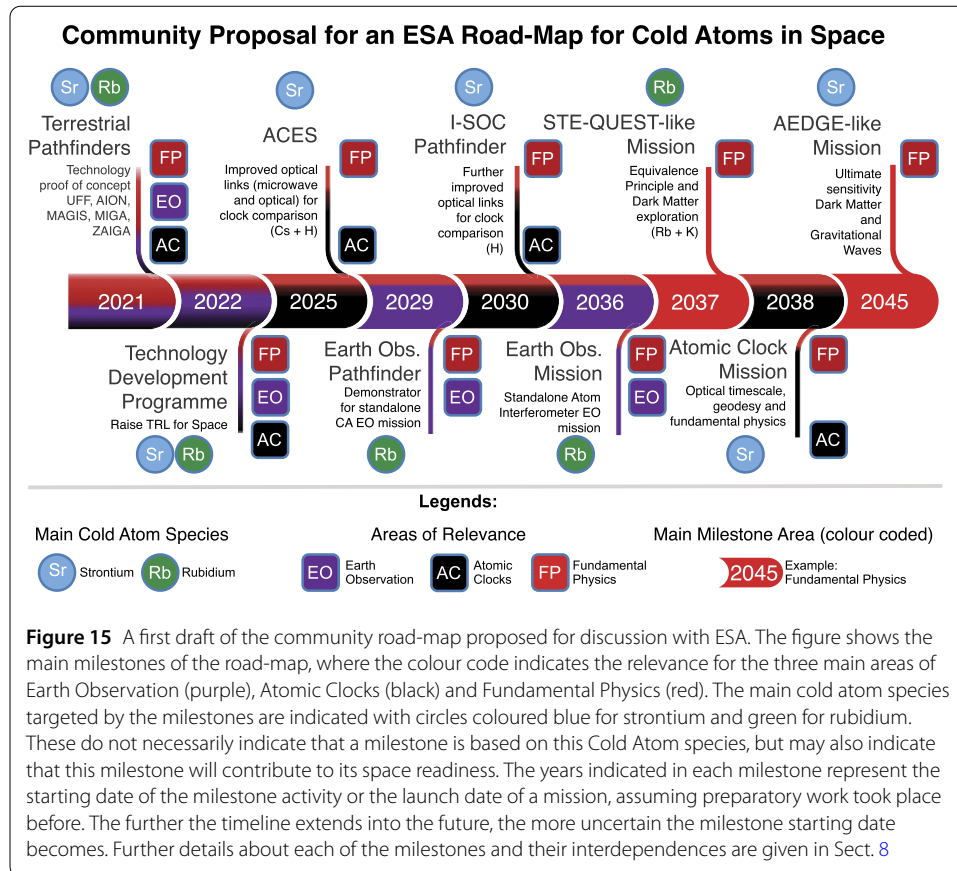 Community Proposal for an ESA Road-Map for Cold Atoms in Space
Sr
Rb
Terrestrial
Pathfinders
Technology
proof of concept
UFF, AION,
MAGIS, MIGA,
ZAIGA
FP
EO
AC
Sr
ACES
Improved optical
links (microwave
and optical) for
clock comparison
(Cs + H)
FP
AC
Sr
I-SOC
Pathfinder
Further
improved
optical links
for clock
comparison
(H)
FP
AC
Rb
STE-QUEST-like
Mission
Equivalence
Principle and
Dark Matter
exploration
(Rb + K)
FP
Sr
AEDGE-like
Mission
Ultimate
sensitivity
Dark Matter
and
Gravitational
Waves
FP
2021
2022
2025
2029
2030
2036
2037
2038
2045
Technology
Development
Programme
Raise TRL for Space
Sr
Rb
FP
EO
AC
Earth Obs.
Pathfinder
Demonstrator
for standalone
CA EO mission
Rb
FP
EO
Earth Obs.
Mission
Standalone Atom
Interferometer EO
mission
Rb
FP
EO
Atomic Clock
Mission
Optical timescale,
geodesy and
fundamental physics
Sr
FP
AC
Legends:
Main Cold Atom Species
Sr Strontium
Rb Rubidium
Areas of Relevance
EO Earth
Observation
AC Atomic
Clocks
FP Fundamental
Physics
Main Milestone Area (colour coded)
2045 Example:
Fundamental Physics
Figure 15 A first draft of the community road-map proposed for discussion with ESA. The figure shows the
main milestones of the road-map, where the colour code indicates the relevance for the three main areas of
Earth Observation (purple), Atomic Clocks (black) and Fundamental Physics (red). The main cold atom species
targeted by the milestones are indicated with circles coloured blue for strontium and green for rubidium.
These do not necessarily indicate that a milestone is based on this Cold Atom species, but may also indicate
that this milestone will contribute to its space readiness. The years indicated in each milestone represent the
starting date of the milestone activity or the launch date of a mission, assuming preparatory work took place
before. The further the timeline extends into the future, the more uncertain the milestone starting date
becomes. Further details about each of the milestones and their interdependences are given in Sect. 8